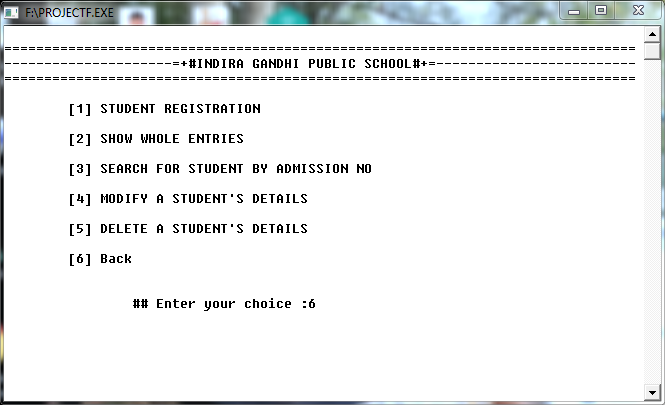 F:\PROJECTF.EXE
===============================================================================
---------------------=+#INDIRA GANDHI PUBLIC SCHOOL#+=-------------------------
===============================================================================
[1] STUDENT REGISTRATION
[2] SHOW WHOLE ENTRIES
[3] SEARCH FOR STUDENT BY ADMISSION NO
[4] MODIFY A STUDENT'S DETAILS
[5] DELETE A STUDENT'S DETAILS
[6] Back
## Enter your choice :6